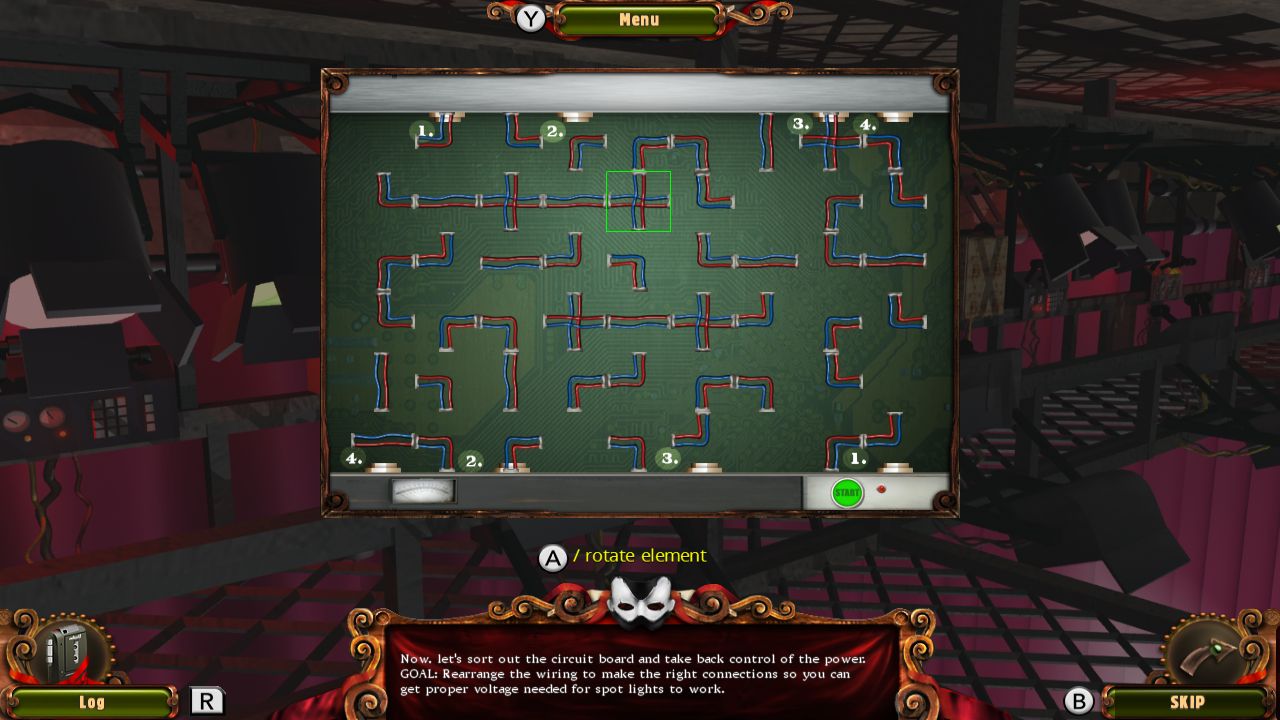 Y
Menu
1.
2.
3.
4.
4.
2.
3.
1.
START
A / rotate element
Now, let's sort out the circuit board and take back control of the power.
GOAL: Rearrange the wiring to make the right connections so you can
get proper voltage needed for spot lights to work.
Log
R
B
SKIP